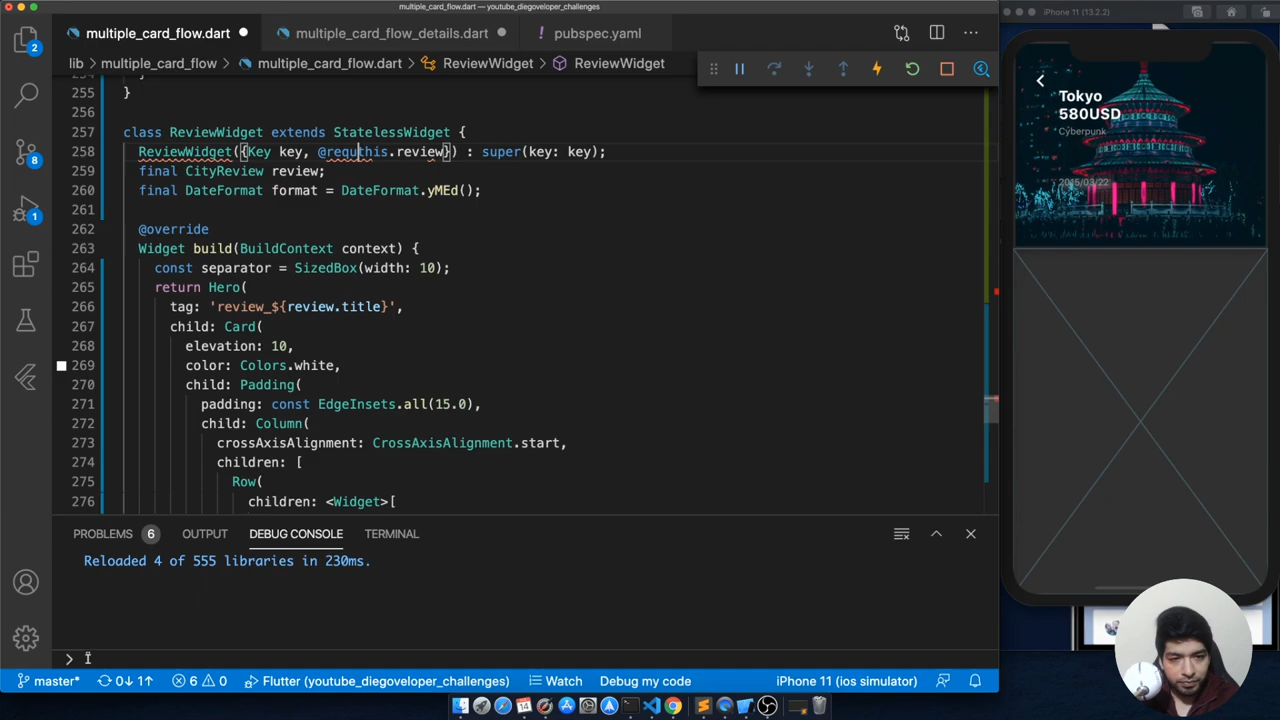 multiple_card_flow.dart — youtube_diegoveloper_challenges
multiple_card_flow.dart
multiple_card_flow_details.dart
pubspec.yaml
lib
multiple_card_flow
multiple_card_flow.dart
ReviewWidget
ReviewWidget
254 }
255 }
256
257 class ReviewWidget extends StatelessWidget {
258 ReviewWidget({Key key, @requthis.review}) : super(key: key);
259 final CityReview review;
260 final DateFormat format = DateFormat.yMEd();
261
262 @override
263 Widget build(BuildContext context) {
264 const separator = SizedBox(width: 10);
265 return Hero(
266 tag: 'review_${review.title}',
267 child: Card(
268 elevation: 10,
269 color: Colors.white,
270 child: Padding(
271 padding: const EdgeInsets.all(15.0),
272 child: Column(
273 crossAxisAlignment: CrossAxisAlignment.start,
274 children: [
275 Row(
276 children: <Widget>[
2
8
1
PROBLEMS 6 OUTPUT DEBUG CONSOLE TERMINAL
Reloaded 4 of 555 libraries in 230ms.
master* 0↓ 1↑ 6 0 Flutter (youtube_diegoveloper_challenges) Watch Debug my code iPhone 11 (ios simulator)
iPhone 11 (13.2.2)
Tokyo
580USD
Cyberpunk
2015/03/22
14